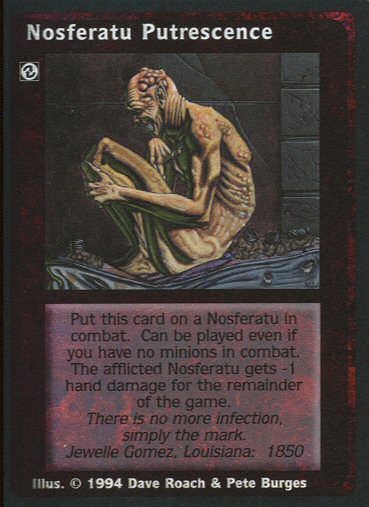 Nosferatu Putrescence
Put this card on a Nosferatu in
combat. Can be played even if
you have no minions in combat.
The afflicted Nosferatu gets -1
hand damage for the remainder
of the game.
There is no more infection,
simply the mark.
Jewelle Gomez, Louisiana: 1850
Illus. © 1994 Dave Roach & Pete Burges